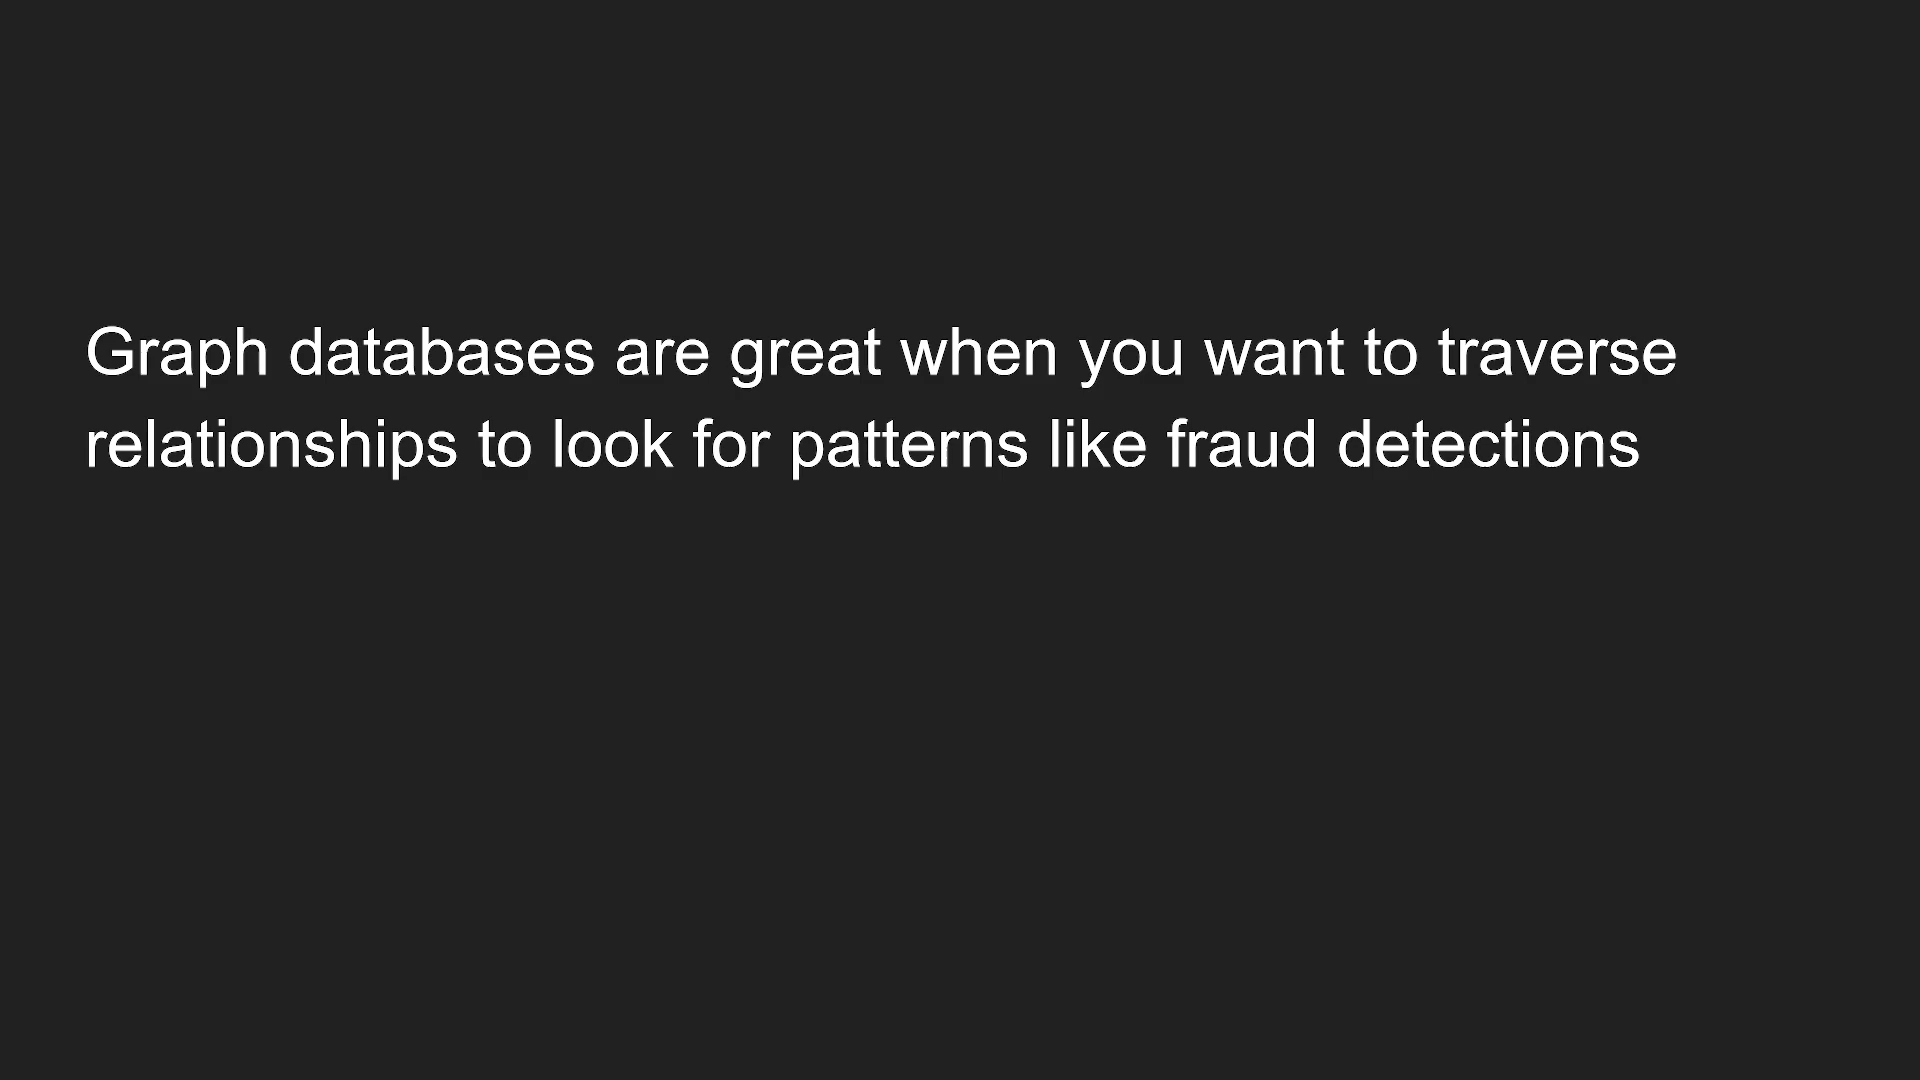 Graph databases are great when you want to traverse
relationships to look for patterns like fraud detections